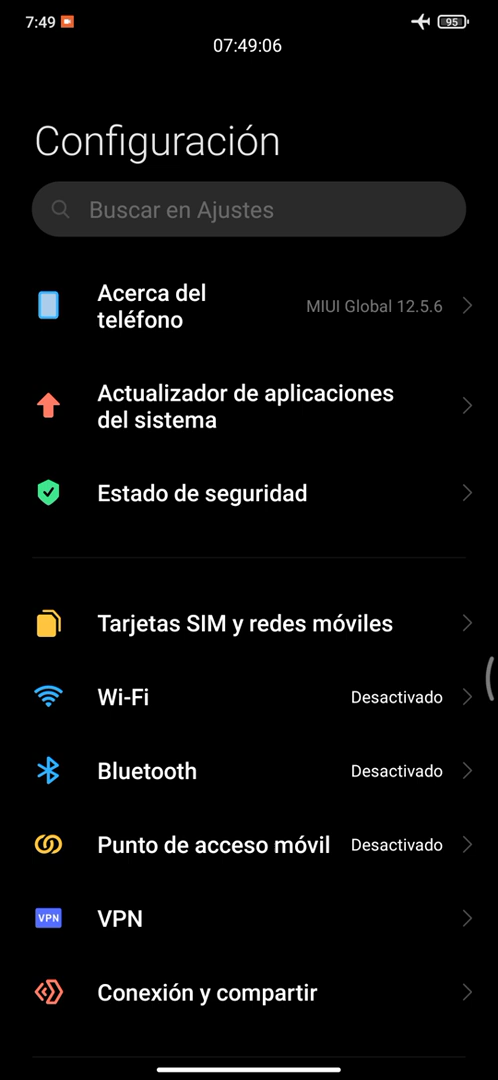 7:49
95
07:49:06
Configuración
Buscar en Ajustes
Acerca del
teléfono
MIUI Global 12.5.6
Actualizador de aplicaciones
del sistema
Estado de seguridad
Tarjetas SIM y redes móviles
Wi-Fi
Desactivado
Bluetooth
Desactivado
Punto de acceso móvil
Desactivado
VPN
VPN
Conexión y compartir